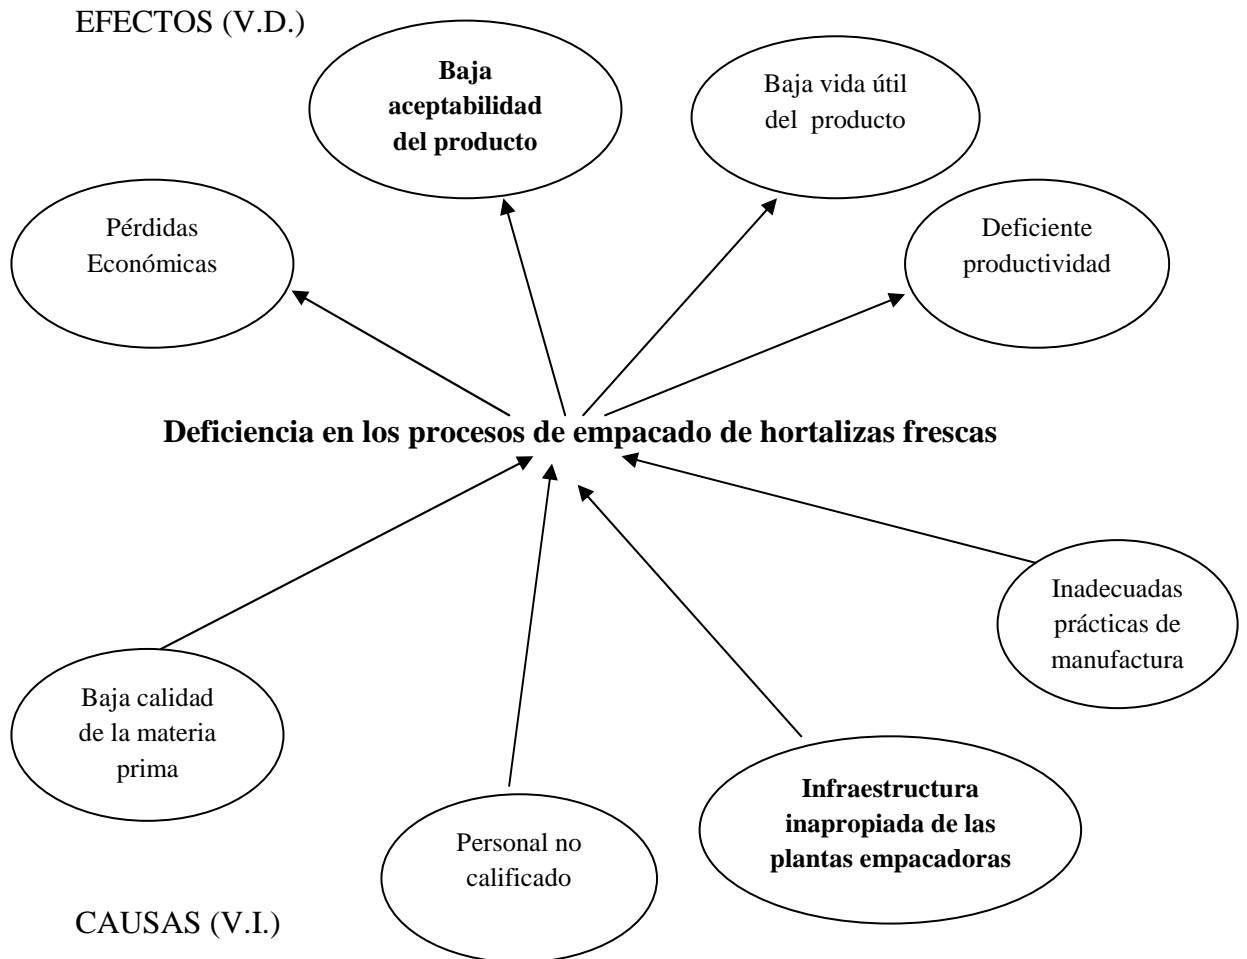 EFECTOS (V.D.)
Baja
aceptabilidad
del producto
Baja vida útil
del producto
Pérdidas
Económicas
Deficiente
productividad
Deficiencia en los procesos de empacado de hortalizas frescas
Inadecuadas
prácticas de
manufactura
Baja calidad
de la materia
prima
Infraestructura
inapropiada de las
plantas empacadoras
Personal no
calificado
CAUSAS (V.I.)